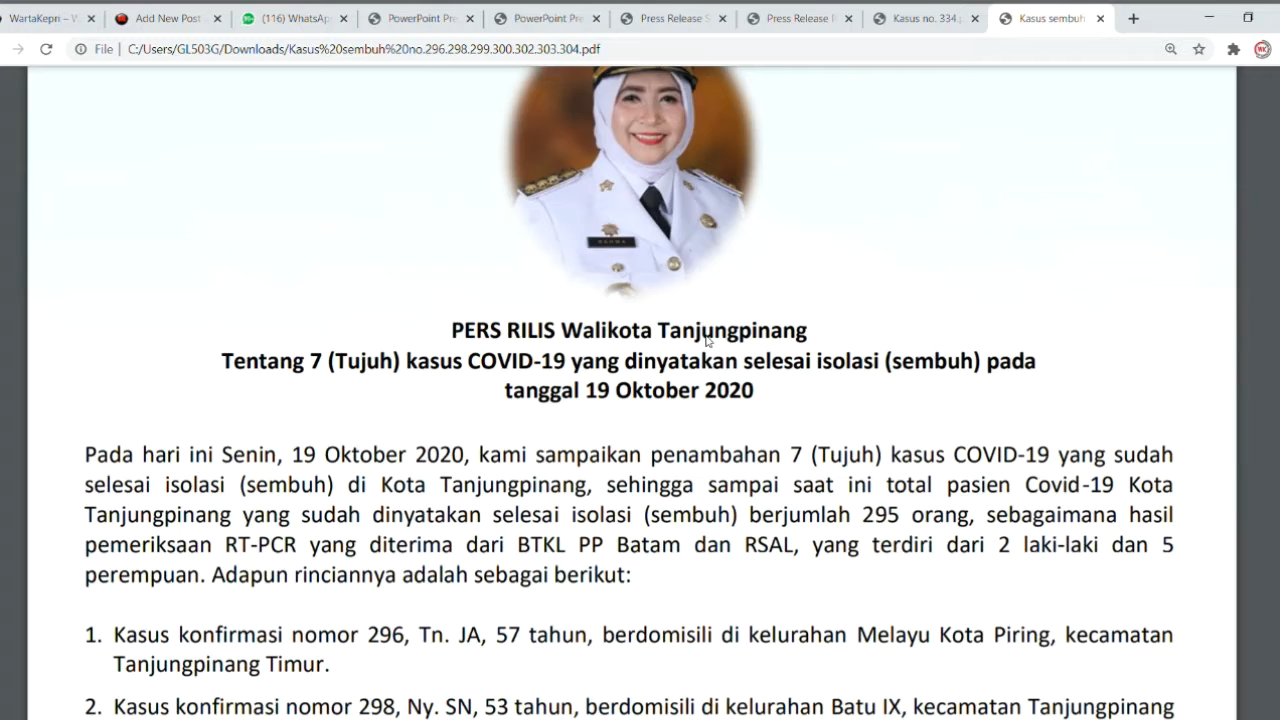 WartaKepri – W
Add New Post
(116) WhatsAp
PowerPoint Pre
PowerPoint Pre
Press Release S
Press Release
Kasus no. 334.
Kasus sembuh
File
C:/Users/GL503G/Downloads/Kasus%20sembuh%20no.296.298.299.300.302.303.304.pdf
WK
RAHMA
PERS RILIS Walikota Tanjungpinang
Tentang 7 (Tujuh) kasus COVID-19 yang dinyatakan selesai isolasi (sembuh) pada
tanggal 19 Oktober 2020
Pada hari ini Senin, 19 Oktober 2020, kami sampaikan penambahan 7 (Tujuh) kasus COVID-19 yang sudah
selesai isolasi (sembuh) di Kota Tanjungpinang, sehingga sampai saat ini total pasien Covid-19 Kota
Tanjungpinang yang sudah dinyatakan selesai isolasi (sembuh) berjumlah 295 orang, sebagaimana hasil
pemeriksaan RT-PCR yang diterima dari BTKL PP Batam dan RSAL, yang terdiri dari 2 laki-laki dan 5
perempuan. Adapun rinciannya adalah sebagai berikut:
1. Kasus konfirmasi nomor 296, Tn. JA, 57 tahun, berdomisili di kelurahan Melayu Kota Piring, kecamatan
Tanjungpinang Timur.
2. Kasus konfirmasi nomor 298, Ny. SN, 53 tahun, berdomisili di kelurahan Batu IX, kecamatan Tanjungpinang